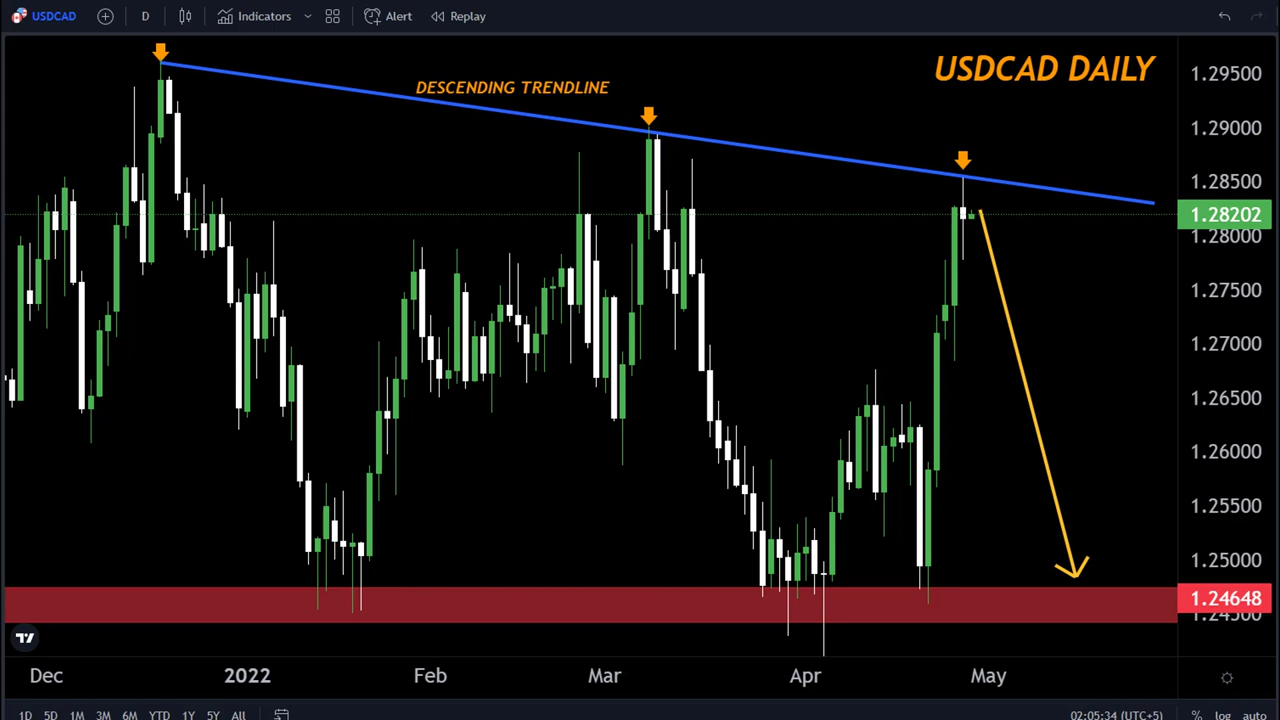 USDCAD D Indicators Alert Replay
USDCAD DAILY
DESCENDING TRENDLINE
1.29500
1.29000
1.28500
1.28202
1.28000
1.27500
1.27000
1.26500
1.26000
1.25500
1.25000
1.24648
1.24500
Dec 2022 Feb Mar Apr May
1D 5D 1M 3M 6M YTD 1Y 5Y All 02:05:34 (UTC+5) % log auto